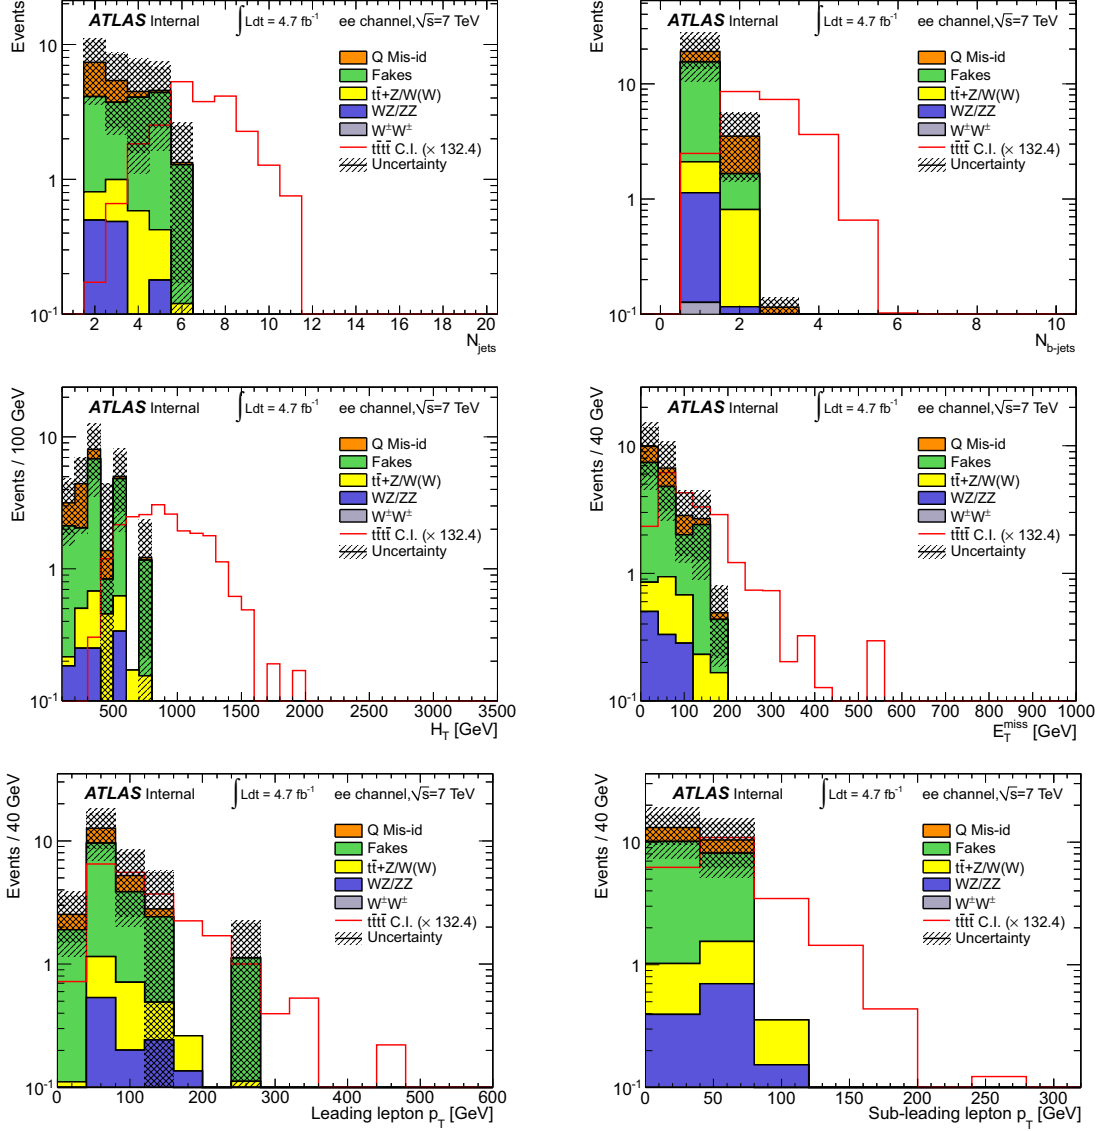 Events
ATLAS Internal
∫ Ldt = 4.7 fb⁻¹
ee channel,√s=7 TeV
Q Mis-id
Fakes
tt̄+Z/W(W)
WZ/ZZ
W±W±
tt̄tt̄ C.I. (× 132.4)
Uncertainty
10
1
10⁻¹
2 4 6 8 10 12 14 16 18 20
N_jets
Events
ATLAS Internal
∫ Ldt = 4.7 fb⁻¹
ee channel,√s=7 TeV
Q Mis-id
Fakes
tt̄+Z/W(W)
WZ/ZZ
W±W±
tt̄tt̄ C.I. (× 132.4)
Uncertainty
10
1
10⁻¹
0 2 4 6 8 10
N_b-jets
Events / 100 GeV
ATLAS Internal
∫ Ldt = 4.7 fb⁻¹
ee channel,√s=7 TeV
Q Mis-id
Fakes
tt̄+Z/W(W)
WZ/ZZ
W±W±
tt̄tt̄ C.I. (× 132.4)
Uncertainty
10
1
10⁻¹
500 1000 1500 2000 2500 3000 3500
H_T [GeV]
Events / 40 GeV
ATLAS Internal
∫ Ldt = 4.7 fb⁻¹
ee channel,√s=7 TeV
Q Mis-id
Fakes
tt̄+Z/W(W)
WZ/ZZ
W±W±
tt̄tt̄ C.I. (× 132.4)
Uncertainty
10
1
10⁻¹
0 100 200 300 400 500 600 700 800 900 1000
E_T^miss [GeV]
Events / 40 GeV
ATLAS Internal
∫ Ldt = 4.7 fb⁻¹
ee channel,√s=7 TeV
Q Mis-id
Fakes
tt̄+Z/W(W)
WZ/ZZ
W±W±
tt̄tt̄ C.I. (× 132.4)
Uncertainty
10
1
10⁻¹
0 100 200 300 400 500 600
Leading lepton p_T [GeV]
Events / 40 GeV
ATLAS Internal
∫ Ldt = 4.7 fb⁻¹
ee channel,√s=7 TeV
Q Mis-id
Fakes
tt̄+Z/W(W)
WZ/ZZ
W±W±
tt̄tt̄ C.I. (× 132.4)
Uncertainty
10
1
10⁻¹
0 50 100 150 200 250 300
Sub-leading lepton p_T [GeV]